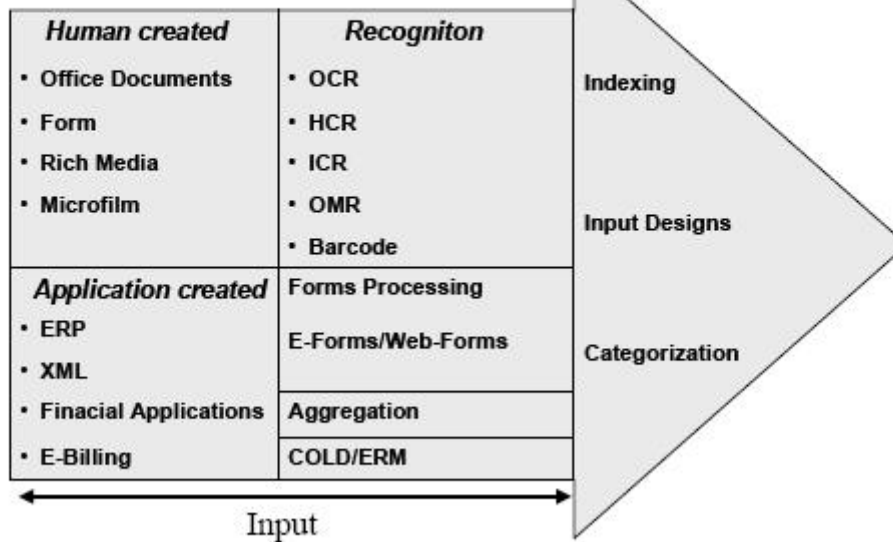 Human created
• Office Documents
• Form
• Rich Media
• Microfilm
Recogniton
• OCR
• HCR
• ICR
• OMR
• Barcode
Application created
• ERP
• XML
• Finacial Applications
• E-Billing
Forms Processing
E-Forms/Web-Forms
Aggregation
COLD/ERM
Indexing
Input Designs
Categorization
Input